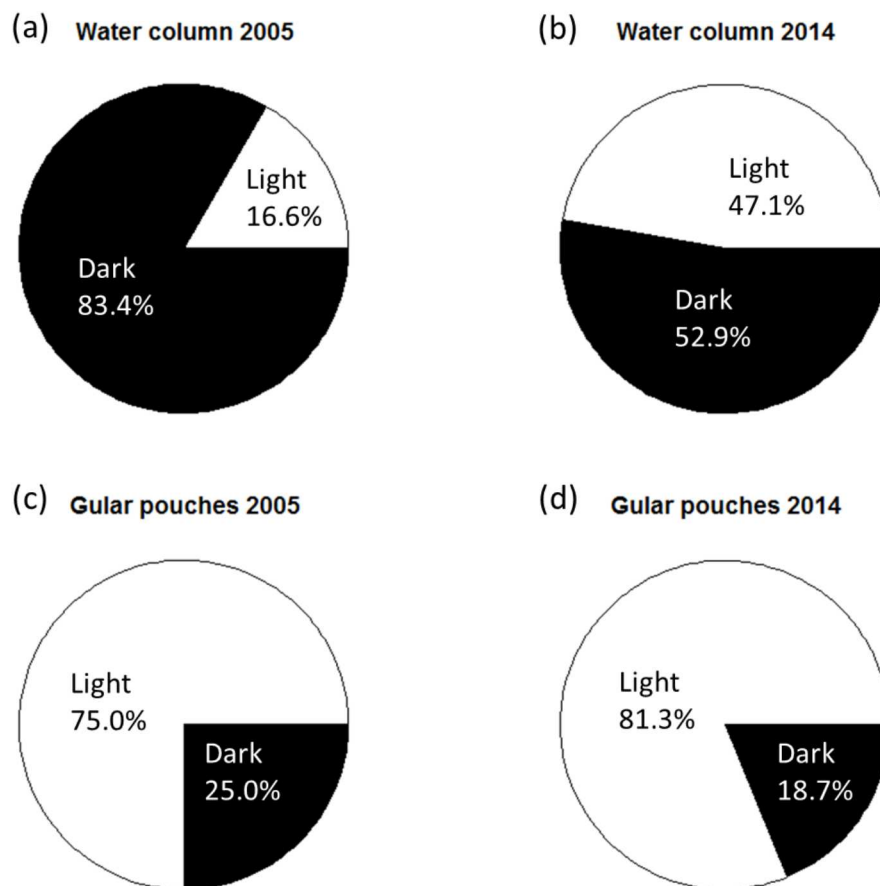 (a) Water column 2005
(b) Water column 2014
Light
16.6%
Dark
83.4%
Light
47.1%
Dark
52.9%
(c) Gular pouches 2005
(d) Gular pouches 2014
Light
75.0%
Dark
25.0%
Light
81.3%
Dark
18.7%